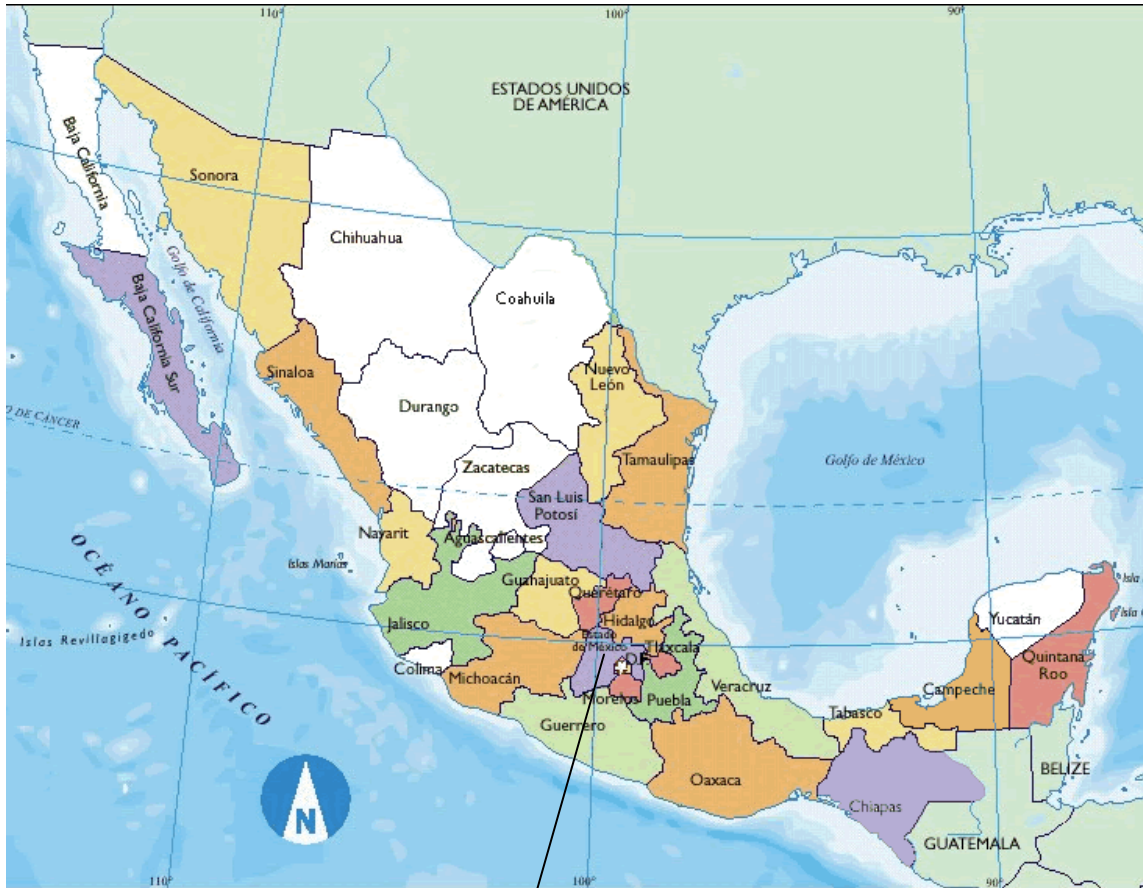 110°
100°
90°
ESTADOS UNIDOS
DE AMÉRICA
Baja California
Sonora
Chihuahua
Coahuila
Golfo de California
Baja California Sur
Sinaloa
Nuevo
León
Durango
O DE CÁNCER
Tamaulipas
Golfo de México
Zacatecas
San Luis
Potosí
Nayarit
Aguascalientes
Islas Marías
OCÉANO PACÍFICO
Guanajuato
Querétaro
Isla
Isla
Yucatán
Jalisco
Hidalgo
Islas Revillagigedo
Estado
de México
D.F.
Tlaxcala
Quintana
Roo
Colima
Michoacán
Morelos
Puebla
Veracruz
Campeche
Guerrero
Tabasco
Oaxaca
BELIZE
Chiapas
N
GUATEMALA
110°
100°
90°